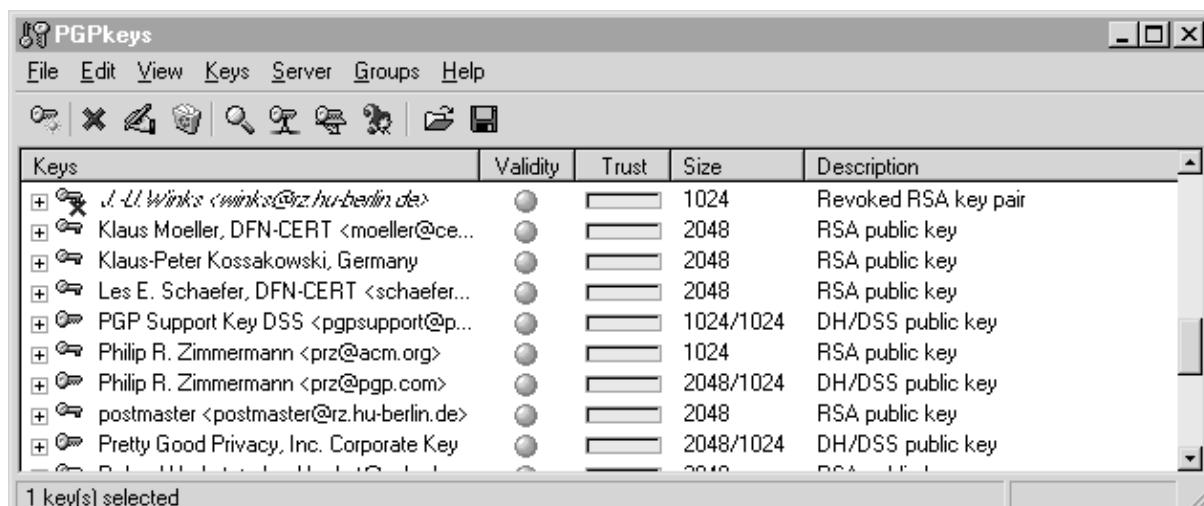 PGPkeys
File Edit View Keys Server Groups Help
Keys Validity Trust Size Description
J.-U. Winks <winks@rz.hu-berlin.de> 1024 Revoked RSA key pair
Klaus Moeller, DFN-CERT <moeller@ce... 2048 RSA public key
Klaus-Peter Kossakowski, Germany 2048 RSA public key
Les E. Schaefer, DFN-CERT <schaefer... 2048 RSA public key
PGP Support Key DSS <pgpsupport@p... 1024/1024 DH/DSS public key
Philip R. Zimmermann <prz@acm.org> 1024 RSA public key
Philip R. Zimmermann <prz@pgp.com> 2048/1024 DH/DSS public key
postmaster <postmaster@rz.hu-berlin.de> 2048 RSA public key
Pretty Good Privacy, Inc. Corporate Key 2048/1024 DH/DSS public key
2048 RSA public key
1 key(s) selected